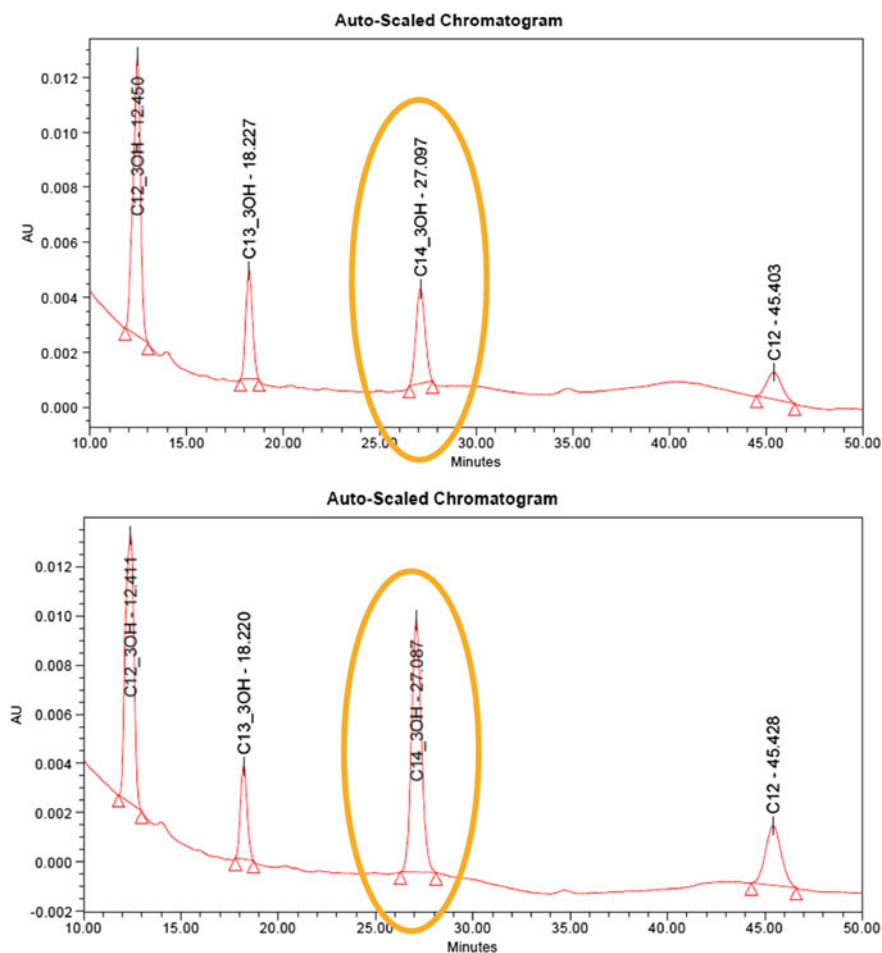 Auto-Scaled Chromatogram
0.012
0.010
0.008
0.006
0.004
0.002
0.000
AU
C12_3OH - 12.450
C13_3OH - 18.227
C14_3OH - 27.097
C12 - 45.403
10.00 15.00 20.00 25.00 30.00 35.00 40.00 45.00 50.00
Minutes
Auto-Scaled Chromatogram
0.012
0.010
0.008
0.006
0.004
0.002
0.000
-0.002
AU
C12_3OH - 12.411
C13_3OH - 18.220
C14_3OH - 27.087
C12 - 45.428
10.00 15.00 20.00 25.00 30.00 35.00 40.00 45.00 50.00
Minutes